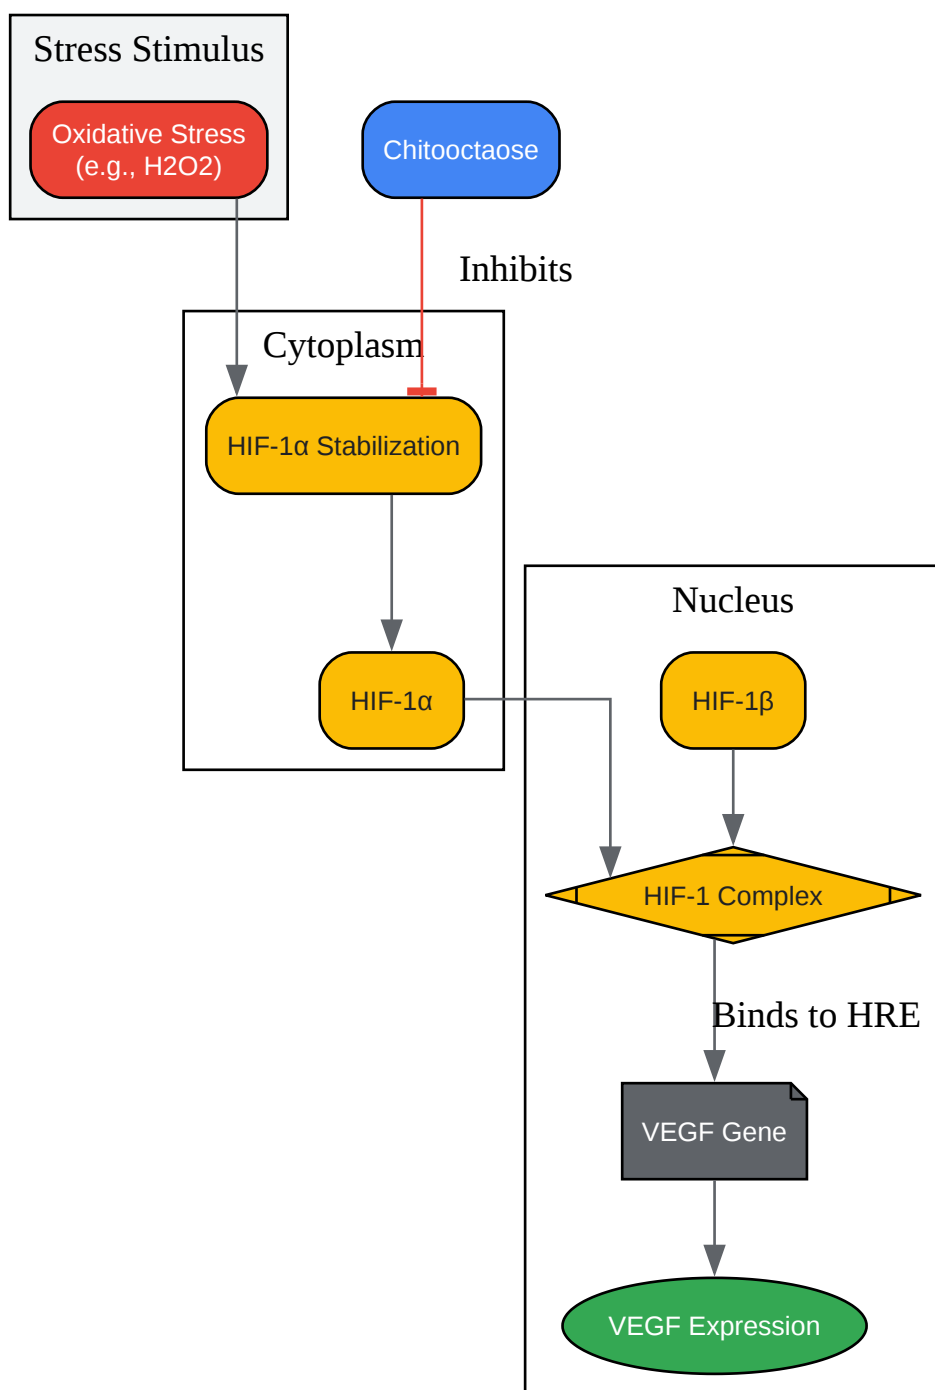 Stress Stimulus
Oxidative Stress
(e.g., H2O2)
Chitooctaose
Inhibits
Cytoplasm
HIF-1α Stabilization
Nucleus
HIF-1α
HIF-1β
HIF-1 Complex
Binds to HRE
VEGF Gene
VEGF Expression